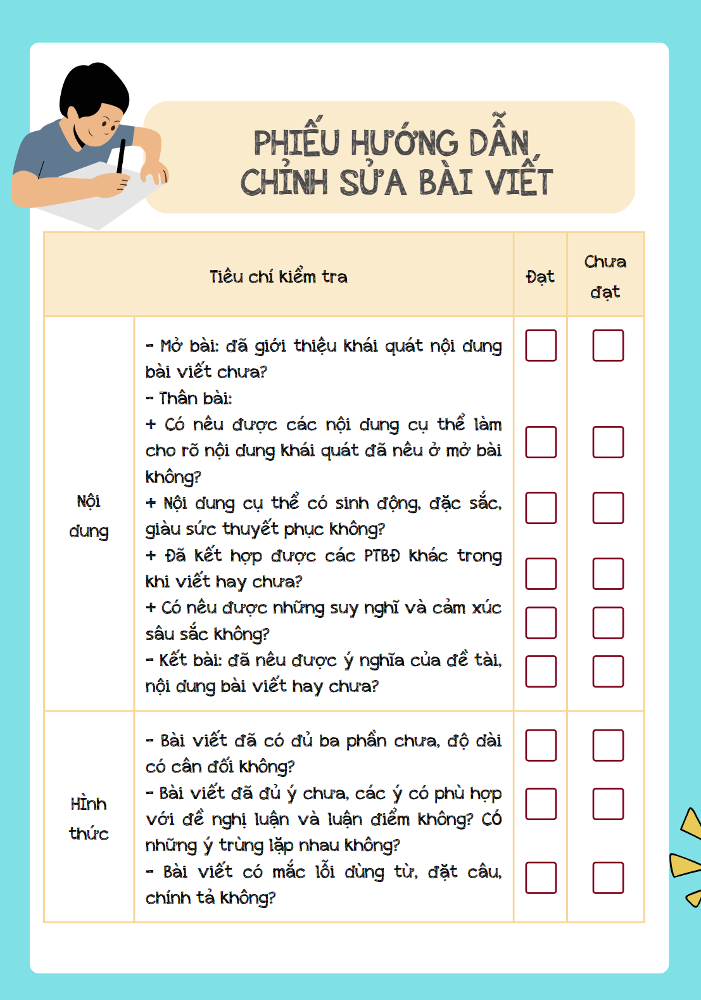 PHIẾU HƯỚNG DẪN
CHỈNH SỬA BÀI VIẾT
Tiêu chí kiểm tra
Đạt
Chưa
đạt
Nội
dung
- Mở bài: đã giới thiệu khái quát nội dung
bài viết chưa?
- Thân bài:
+ Có nêu được các nội dung cụ thể làm
cho rõ nội dung khái quát đã nêu ở mở bài
không?
+ Nội dung cụ thể có sinh động, đặc sắc,
giàu sức thuyết phục không?
+ Đã kết hợp được các PTBĐ khác trong
khi viết hay chưa?
+ Có nêu được những suy nghĩ và cảm xúc
sâu sắc không?
- Kết bài: đã nêu được ý nghĩa của đề tài,
nội dung bài viết hay chưa?
HÌnh
thức
- Bài viết đã có đủ ba phần chưa, độ dài
có cân đối không?
- Bài viết đã đủ ý chưa, các ý có phù hợp
với đề nghị luận và luận điểm không? CÓ
những ý trùng lặp nhau không?
- Bài viết có mắc lỗi dùng từ, đặt câu,
chính tả không?